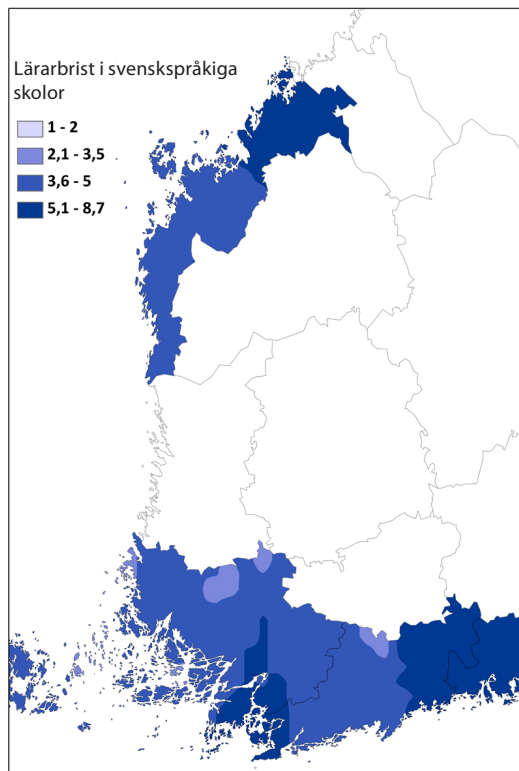 Lärarbrist i svenskspråkiga
skolor
1 - 2
2,1 - 3,5
3,6 - 5
5,1 - 8,7